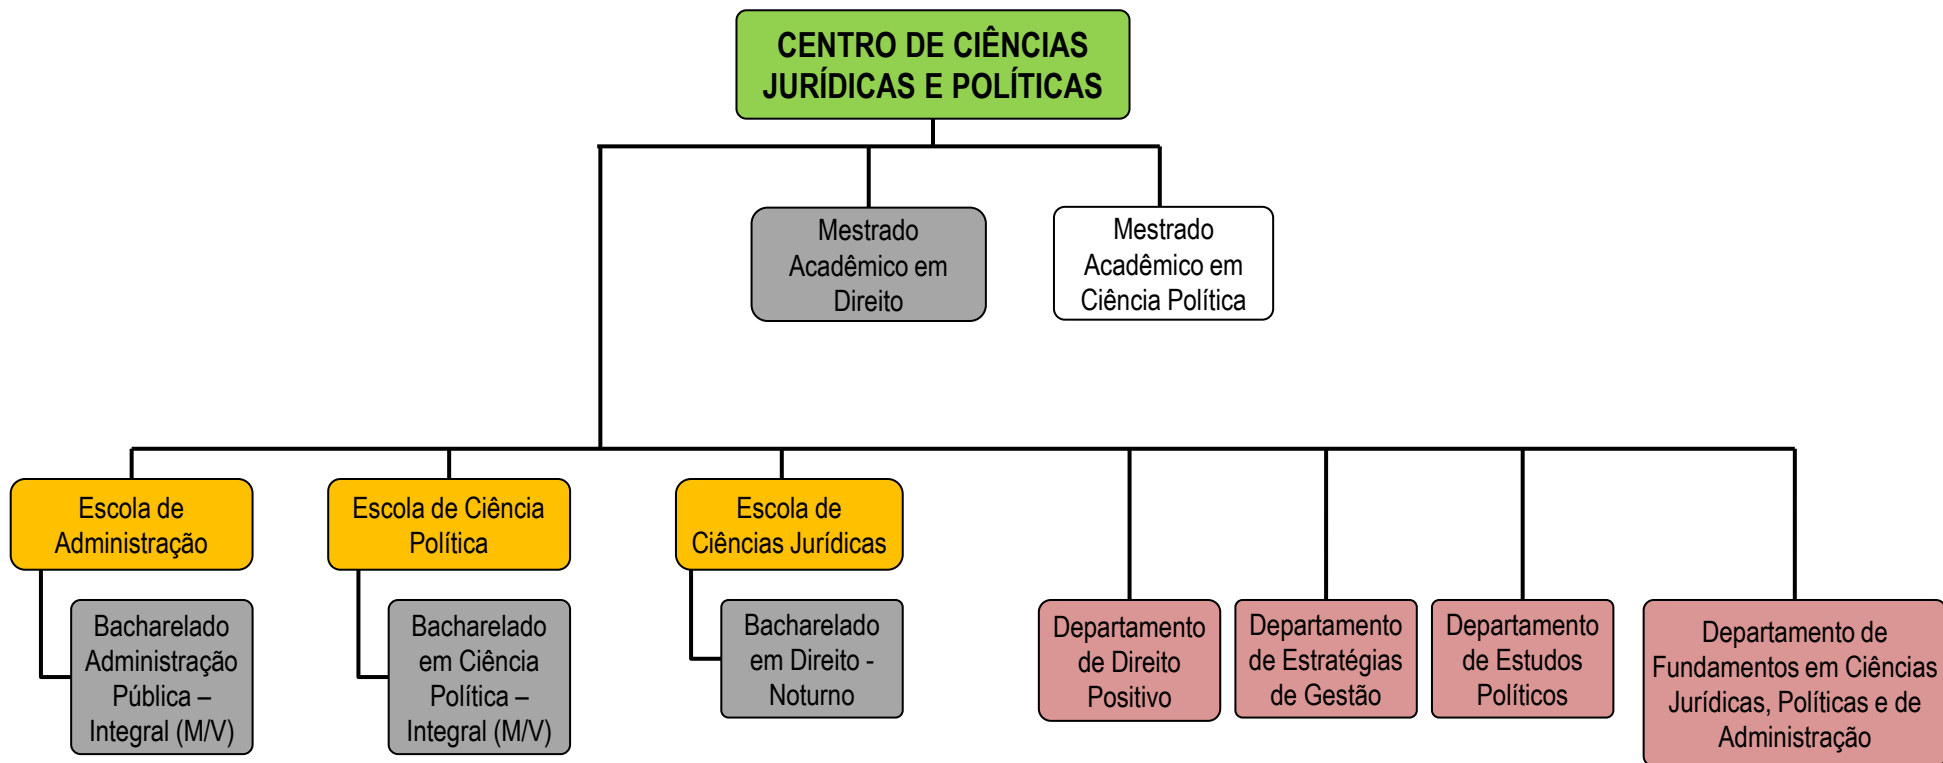 CENTRO DE CIÊNCIAS
JURÍDICAS E POLÍTICAS
Mestrado
Acadêmico em
Direito
Mestrado
Acadêmico em
Ciência Política
Escola de
Administração
Escola de Ciência
Política
Escola de
Ciências Jurídicas
Bacharelado
Administração
Pública –
Integral (M/V)
Bacharelado
em Ciência
Política –
Integral (M/V)
Bacharelado
em Direito -
Noturno
Departamento
de Direito
Positivo
Departamento
de Estratégias
de Gestão
Departamento
de Estudos
Políticos
Departamento de
Fundamentos em Ciências
Jurídicas, Políticas e de
Administração